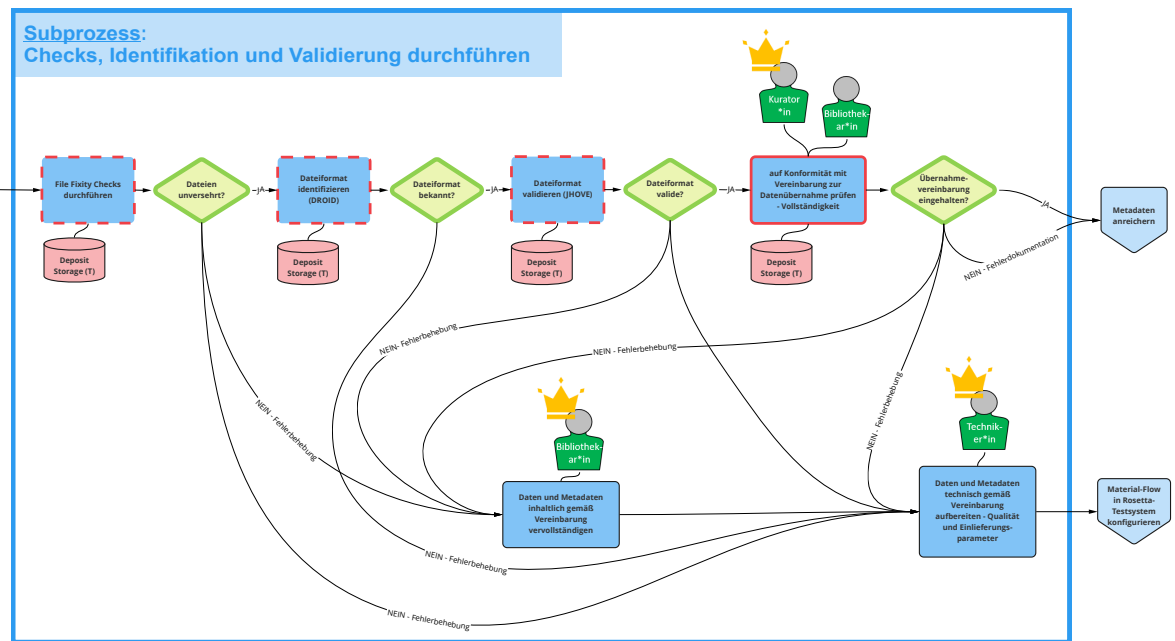 Subprozess:
Checks, Identifikation und Validierung durchführen
Kurator
*in
Bibliothek-
ar*in
File Fixity Checks
durchführen
Dateien
unversehrt?
JA
Dateiformat
identifizieren
(DROID)
Dateiformat
bekannt?
JA
Dateiformat
validieren (JHOVE)
Dateiformat
valide?
JA
auf Konformität mit
Vereinbarung zur
Datenübernahme prüfen
- Vollständigkeit
Übernahme-
vereinbarung
eingehalten?
JA
Metadaten
anreichern
Deposit
Storage (T)
Deposit
Storage (T)
Deposit
Storage (T)
Deposit
Storage (T)
NEIN - Fehlerdokumentation
NEIN- Fehlerbehebung
NEIN - Fehlerbehebung
NEIN - Fehlerbehebung
NEIN - Fehlerbehebung
Bibliothek-
ar*in
Technik-
er*in
Daten und Metadaten
inhaltlich gemäß
Vereinbarung
vervollständigen
Daten und Metadaten
technisch gemäß
Vereinbarung
aufbereiten - Qualität
und Einlieferungs-
parameter
Material-Flow
in Rosetta-
Testsystem
konfigurieren
NEIN - Fehlerbehebung
NEIN - Fehlerbehebung